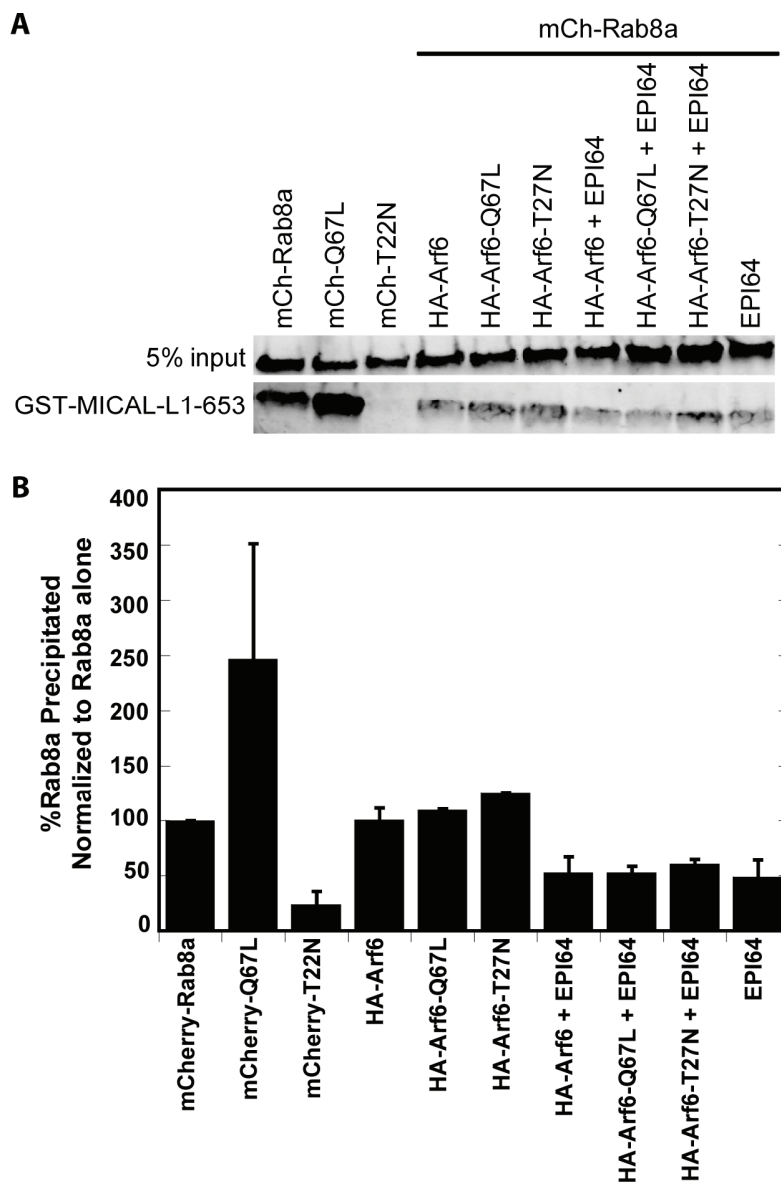 A
mCh-Rab8a
mCh-Rab8a
mCh-Q67L
mCh-T22N
HA-Arf6
HA-Arf6-Q67L
HA-Arf6-T27N
HA-Arf6 + EPI64
HA-Arf6-Q67L + EPI64
HA-Arf6-T27N + EPI64
EPI64
5% input
GST-MICAL-L1-653
B
%Rab8a Precipitated
Normalized to Rab8a alone
400
350
300
250
200
150
100
50
0
mCherry-Rab8a
mCherry-Q67L
mCherry-T22N
HA-Arf6
HA-Arf6-Q67L
HA-Arf6-T27N
HA-Arf6 + EPI64
HA-Arf6-Q67L + EPI64
HA-Arf6-T27N + EPI64
EPI64